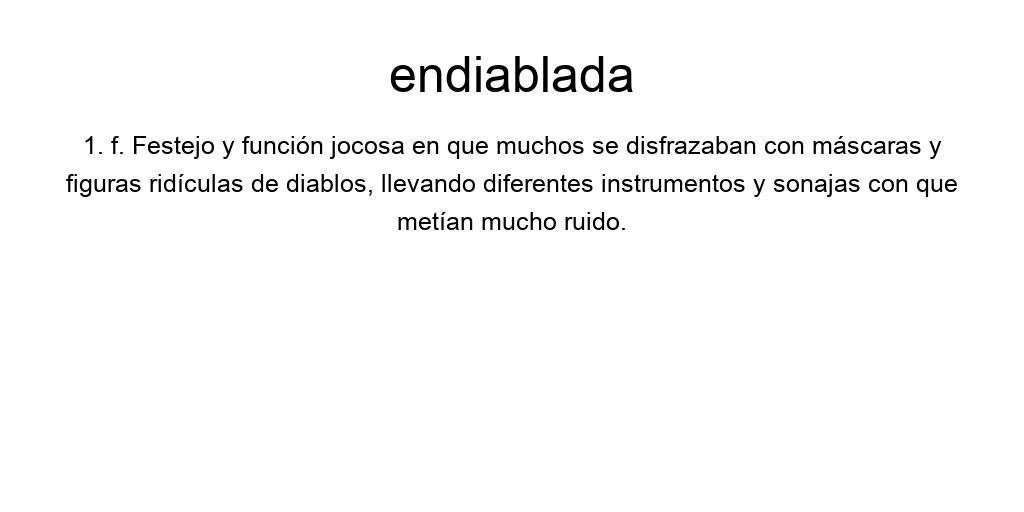 endiablada
1. f. Festejo y función jocosa en que muchos se disfrazaban con máscaras y
figuras ridículas de diablos, llevando diferentes instrumentos y sonajas con que
metían mucho ruido.